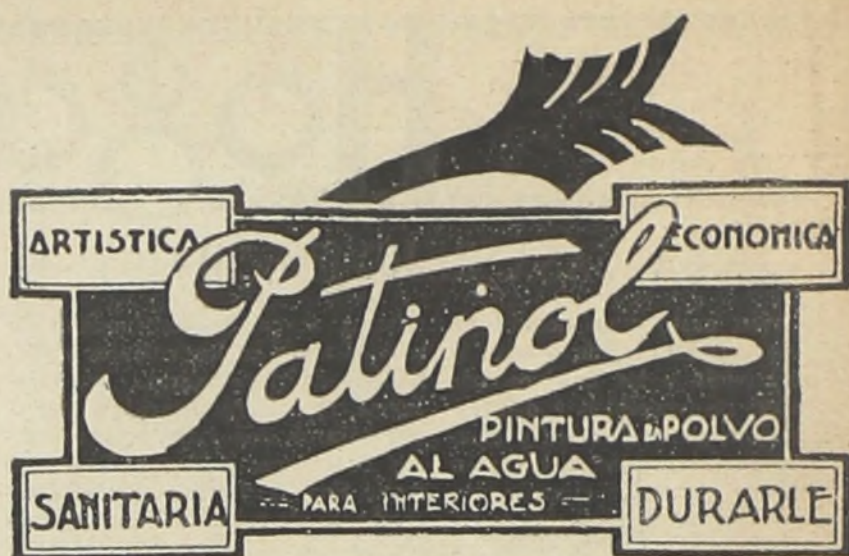 ARTISTICA ECONOMICA
Patinol
PINTURA EN POLVO
AL AGUA
PARA INTERIORES
SANITARIA DURARLE